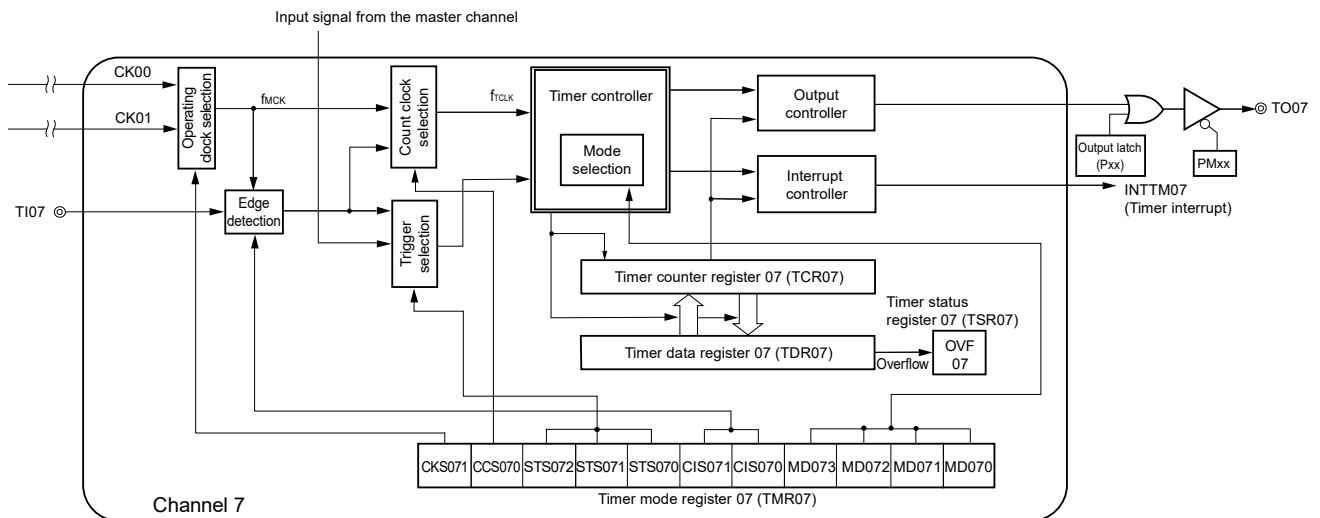 Input signal from the master channel
CK00
CK01
Operating
clock selection
fMCK
Count clock
selection
fTCLK
Timer controller
Mode
selection
Output
controller
TO07
Output latch
(Pxx)
PMxx
Interrupt
controller
INTTM07
(Timer interrupt)
TI07
Edge
detection
Trigger
selection
Timer counter register 07 (TCR07)
Timer status
register 07 (TSR07)
Timer data register 07 (TDR07)
Overflow
OVF
07
CKS071 CCS070 STS072 STS071 STS070 CIS071 CIS070 MD073 MD072 MD071 MD070
Timer mode register 07 (TMR07)
Channel 7